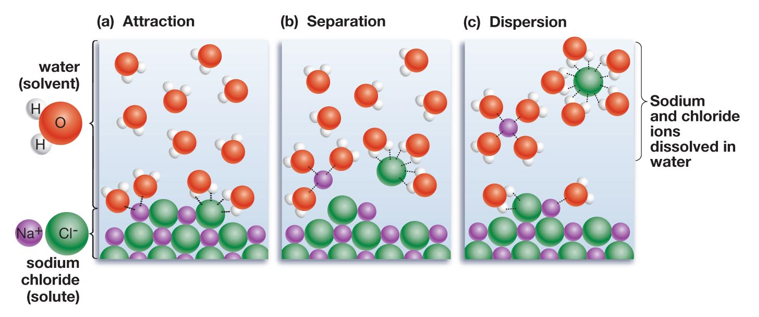 (a) Attraction
(b) Separation
(c) Dispersion
water
(solvent)
H
O
H
Na+
Cl-
sodium
chloride
(solute)
Sodium
and chloride
ions
dissolved in
water